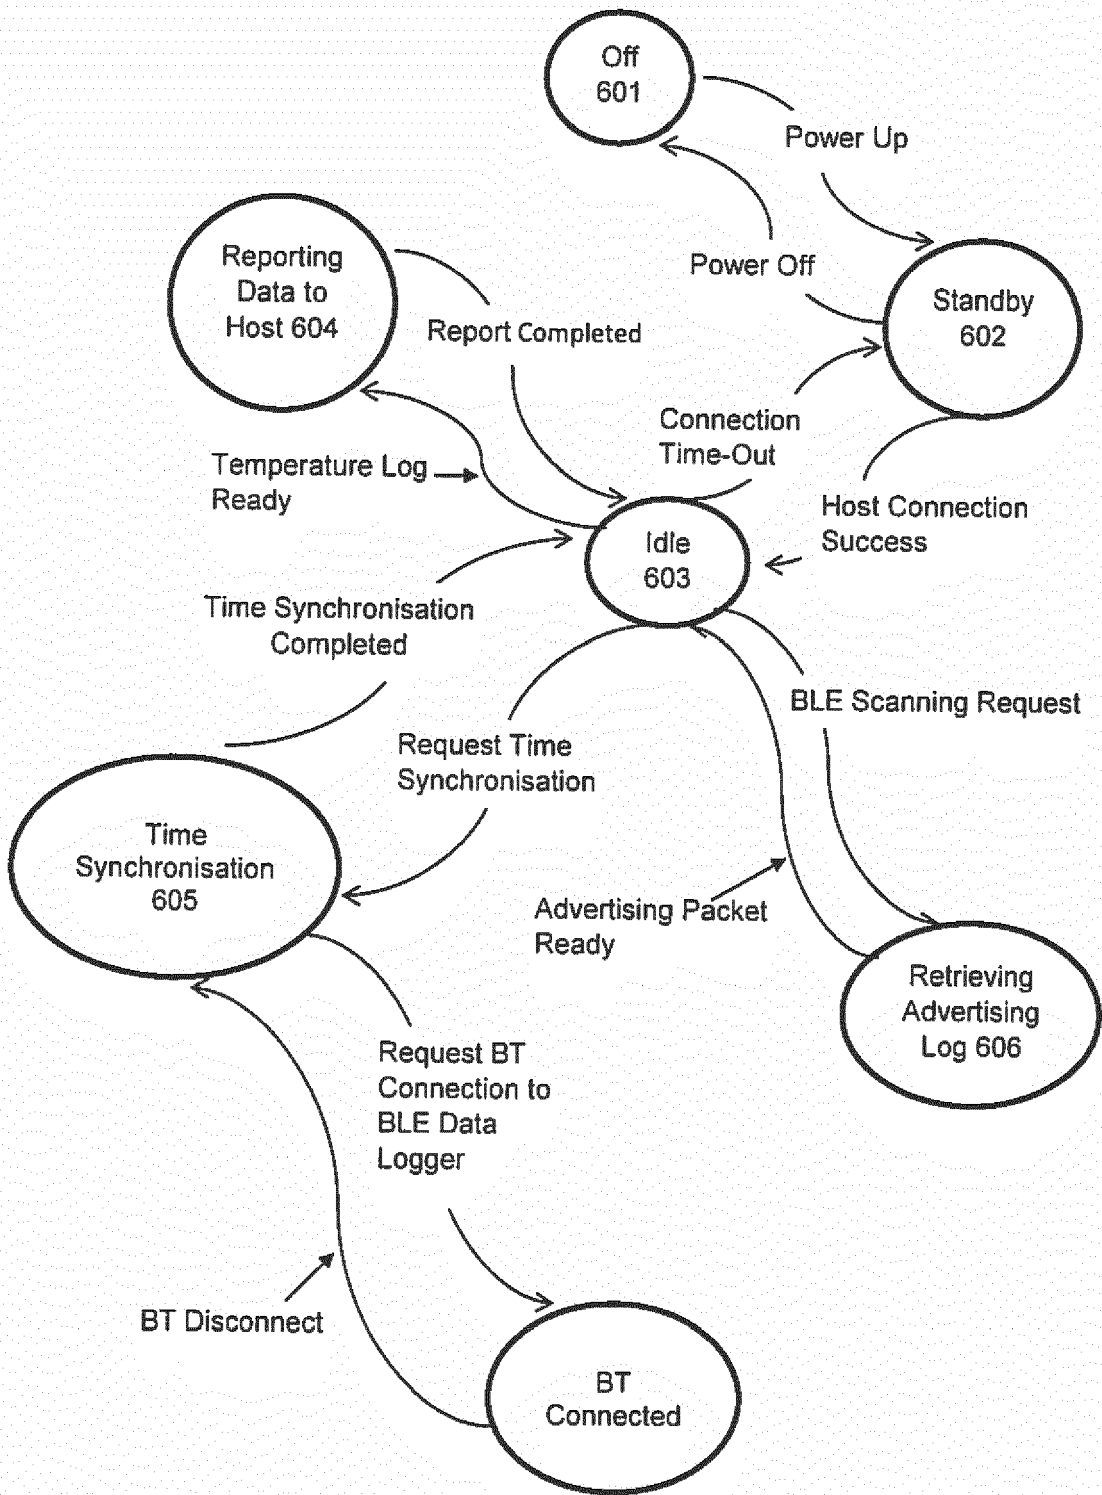 Off
601
Power Up
Power Off
Standby
602
Reporting
Data to
Host 604
Report Completed
Connection
Time-Out
Temperature Log
Ready
Host Connection
Success
Idle
603
Time Synchronisation
Completed
BLE Scanning Request
Request Time
Synchronisation
Time
Synchronisation
605
Advertising Packet
Ready
Retrieving
Advertising
Log 606
Request BT
Connection to
BLE Data
Logger
BT Disconnect
BT
Connected